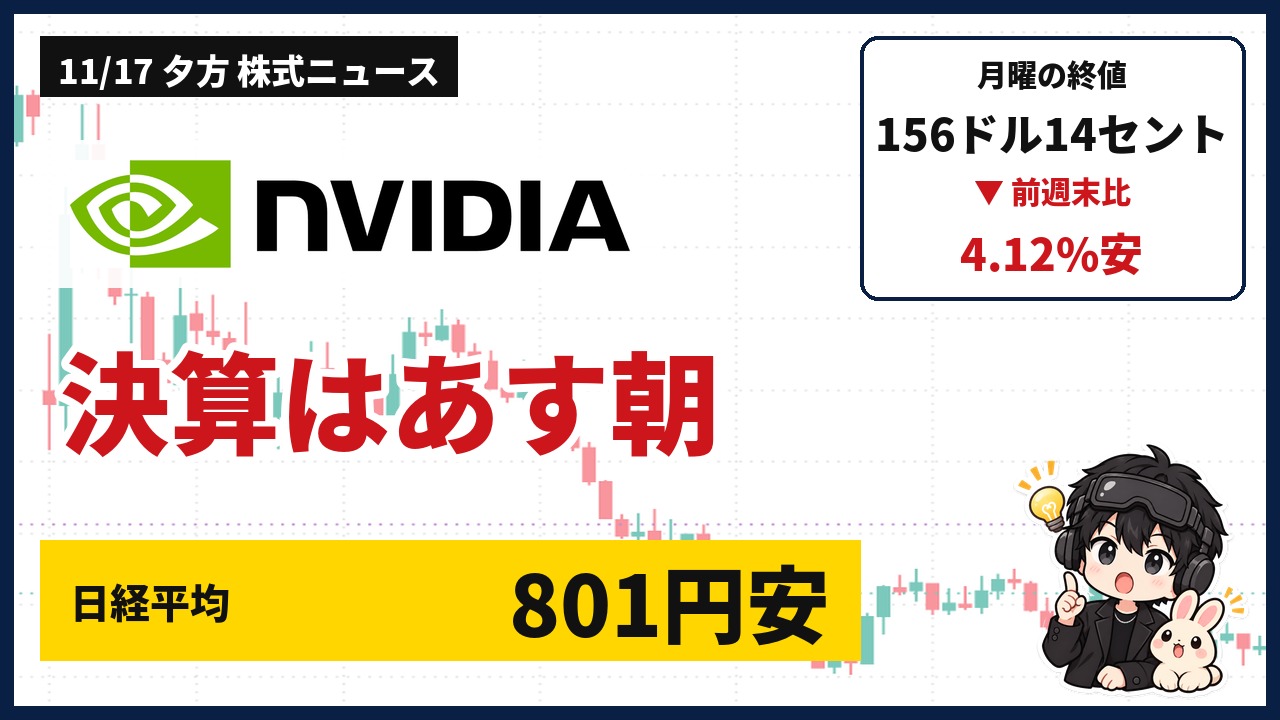 11/17 夕方 株式ニュース
月曜の終値
156ドル14セント
▼ 前週末比
4.12%安
NVIDIA
決算はあす朝
日経平均
801円安